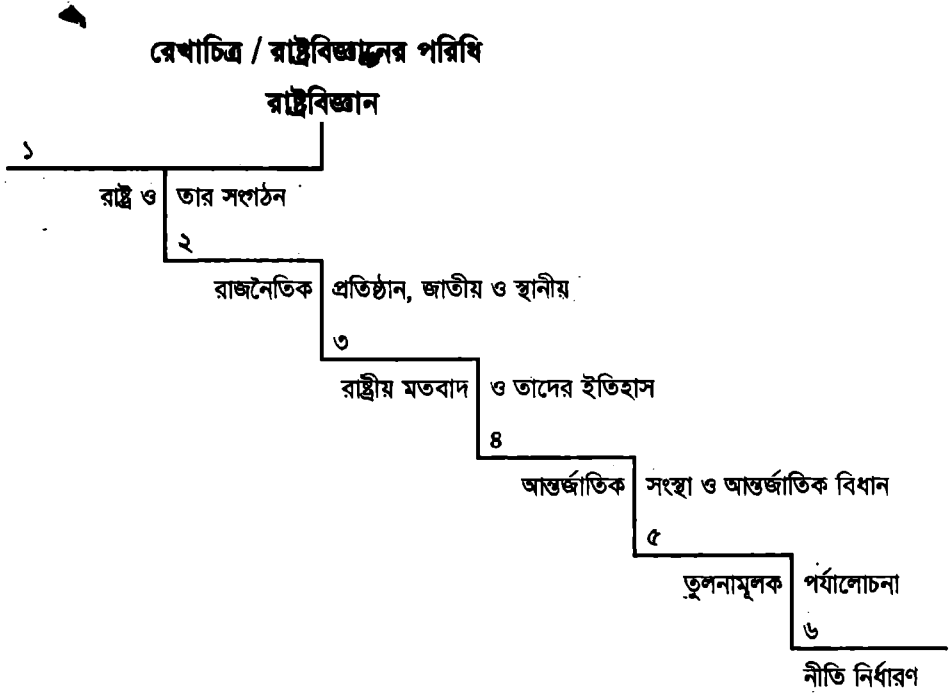 রেখাচিত্র / রাষ্ট্রবিজ্ঞানের পরিধি
রাষ্ট্রবিজ্ঞান
১
রাষ্ট্র ও তার সংগঠন
২
রাজনৈতিক প্রতিষ্ঠান, জাতীয় ও স্থানীয়
৩
রাষ্ট্রীয় মতবাদ ও তাদের ইতিহাস
৪
আন্তর্জাতিক সংস্থা ও আন্তর্জাতিক বিধান
৫
তুলনামূলক পর্যালোচনা
৬
নীতি নির্ধারণ